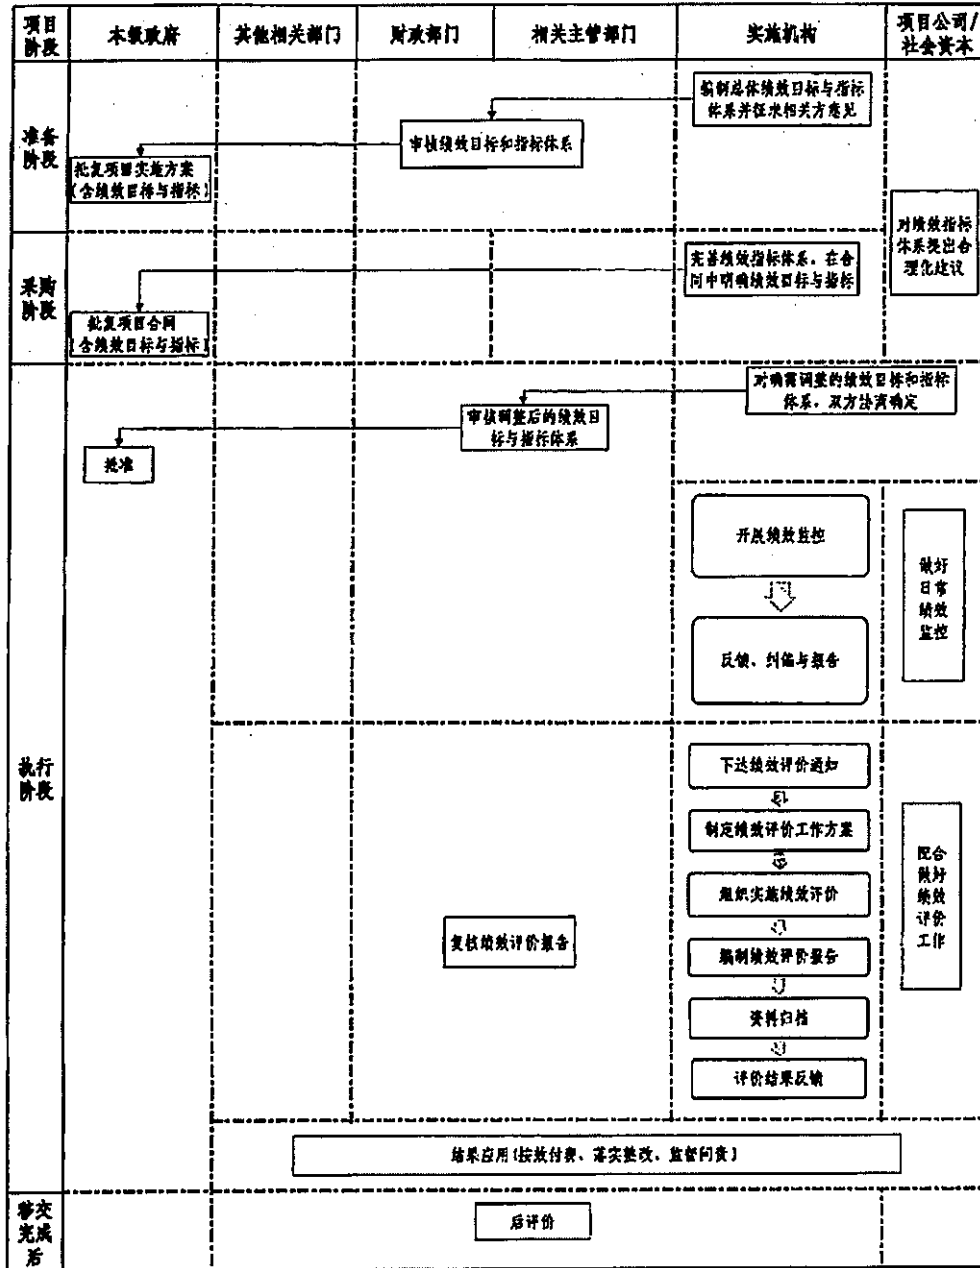 项目
阶段
本级政府
其他相关部门
财政部门
相关主管部门
实施机构
项目公司/
社会资本
准备
阶段
编制总体绩效目标与指标
体系并征求相关方意见
审核绩效目标和指标体系
批复项目实施方案
(含绩效目标与指标)
对绩效指标
体系提出合
理化建议
采购
阶段
完善绩效指标体系,在合
同中明确绩效目标与指标
批复项目合同
(含绩效目标与指标)
执行
阶段
对确需调整的绩效目标和指标
体系,双方协商确定
审核调整后的绩效目
标与指标体系
批准
开展绩效监控
反馈、纠偏与报告
做好
日常
绩效
监控
下达绩效评价通知
制定绩效评价工作方案
组织实施绩效评价
编制绩效评价报告
资料归档
评价结果反馈
复核绩效评价报告
配合
做好
绩效
评价
工作
结果应用(按效付费、落实整改、监督问责)
移交
完成
后
后评价